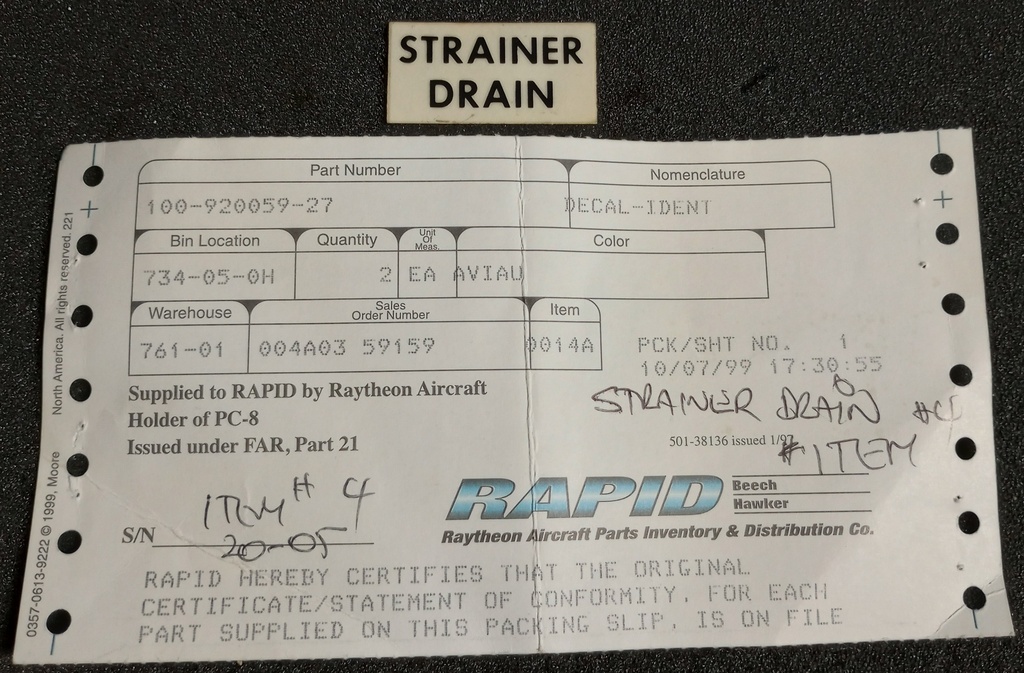 STRAINER
DRAIN
Part Number Nomenclature
100-920059-27 DECAL-IDENT
Bin Location Quantity Unit Of Meas. Color
734-05-0H 2 EA AVIAU
Warehouse Sales Order Number Item
761-01 004A03 59159 0014A
PCK/SHT NO. 1
10/07/99 17:30:55
Supplied to RAPID by Raytheon Aircraft
Holder of PC-8
Issued under FAR, Part 21
STRAINER DRAIN
501-38136 issued 1/97
#ITEM
ITEM # 4
S/N 20-05
RAPID Beech
Hawker
Raytheon Aircraft Parts Inventory & Distribution Co.
RAPID HEREBY CERTIFIES THAT THE ORIGINAL
CERTIFICATE/STATEMENT OF CONFORMITY, FOR EACH
PART SUPPLIED ON THIS PACKING SLIP, IS ON FILE
0357-0613-9222 © 1999, Moore North America. All rights reserved. 221